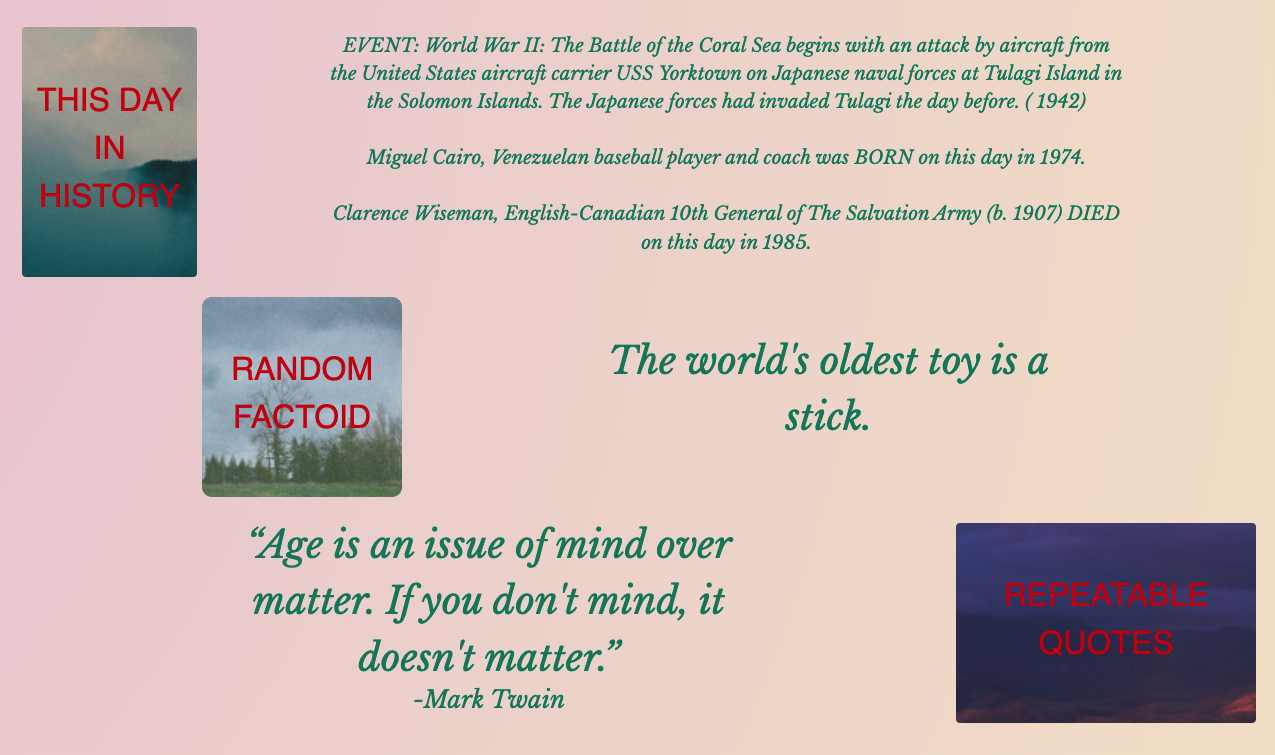 THIS DAY
IN
HISTORY
EVENT: World War II: The Battle of the Coral Sea begins with an attack by aircraft from
the United States aircraft carrier USS Yorktown on Japanese naval forces at Tulagi Island in
the Solomon Islands. The Japanese forces had invaded Tulagi the day before. ( 1942)
Miguel Cairo, Venezuelan baseball player and coach was BORN on this day in 1974.
Clarence Wiseman, English-Canadian 10th General of The Salvation Army (b. 1907) DIED
on this day in 1985.
RANDOM
FACTOID
The world's oldest toy is a
stick.
“Age is an issue of mind over
matter. If you don't mind, it
doesn't matter.”
-Mark Twain
REPEATABLE
QUOTES